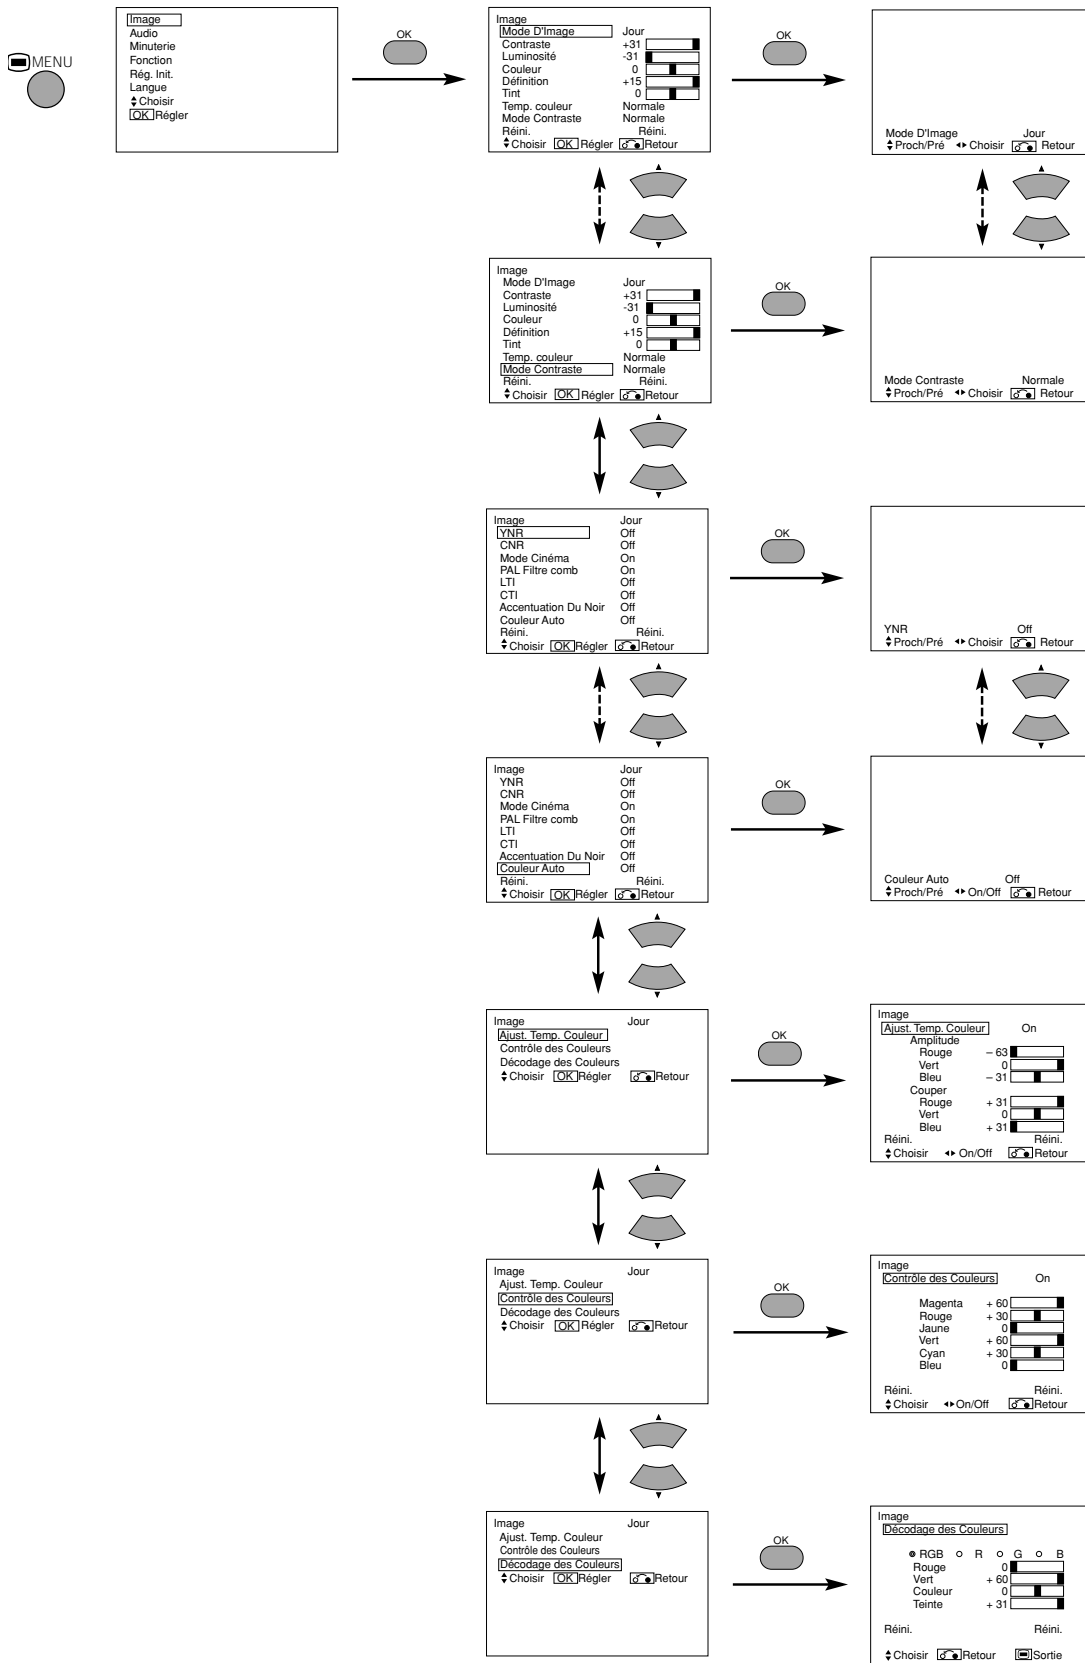 MENU
Image
Audio
Minuterie
Fonction
Rég. Init.
Langue
Choisir
OK Régler
OK
Image
Mode D'Image Jour
Contraste +31
Luminosité -31
Couleur 0
Définition +15
Tint 0
Temp. couleur Normale
Mode Contraste Normale
Réini. Réini.
Choisir OK Régler Retour
OK
Mode D'Image Jour
Proch/Pré Choisir Retour
Image
Mode D'Image Jour
Contraste +31
Luminosité -31
Couleur 0
Définition +15
Tint 0
Temp. couleur Normale
Mode Contraste Normale
Réini. Réini.
Choisir OK Régler Retour
OK
Mode Contraste Normale
Proch/Pré Choisir Retour
Image Jour
YNR Off
CNR Off
Mode Cinéma On
PAL Filtre comb On
LTI Off
CTI Off
Accentuation Du Noir Off
Couleur Auto Off
Réini. Réini.
Choisir OK Régler Retour
OK
YNR Off
Proch/Pré Choisir Retour
Image Jour
YNR Off
CNR Off
Mode Cinéma On
PAL Filtre comb On
LTI Off
CTI Off
Accentuation Du Noir Off
Couleur Auto Off
Réini. Réini.
Choisir OK Régler Retour
OK
Couleur Auto Off
Proch/Pré On/Off Retour
Image Jour
Ajust. Temp. Couleur
Contrôle des Couleurs
Décodage des Couleurs
Choisir OK Régler Retour
OK
Image
Ajust. Temp. Couleur On
Amplitude
Rouge – 63
Vert 0
Bleu – 31
Couper
Rouge + 31
Vert 0
Bleu + 31
Réini. Réini.
Choisir On/Off Retour
Image Jour
Ajust. Temp. Couleur
Contrôle des Couleurs
Décodage des Couleurs
Choisir OK Régler Retour
OK
Image
Contrôle des Couleurs On
Magenta + 60
Rouge + 30
Jaune 0
Vert + 60
Cyan + 30
Bleu 0
Réini. Réini.
Choisir On/Off Retour
Image Jour
Ajust. Temp. Couleur
Contrôle des Couleurs
Décodage des Couleurs
Choisir OK Régler Retour
OK
Image
Décodage des Couleurs
RGB R G B
Rouge 0
Vert + 60
Couleur 0
Teinte + 31
Réini. Réini.
Choisir Retour Sortie